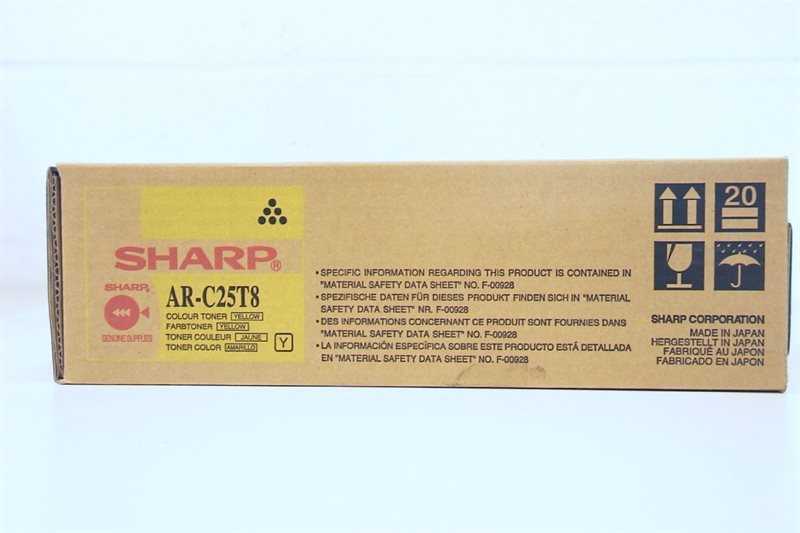 SHARP®
SHARP®
GENUINE SUPPLIES
AR-C25T8
COLOUR TONER YELLOW
FARBTONER YELLOW
TONER COULEUR JAUNE
TONER COLOR AMARILLO
Y
• SPECIFIC INFORMATION REGARDING THIS PRODUCT IS CONTAINED IN
"MATERIAL SAFETY DATA SHEET" NO. F-00928
• SPEZIFISCHE DATEN FÜR DIESES PRODUKT FINDEN SICH IN "MATERIAL
SAFETY DATA SHEET" NR. F-00928
• DES INFORMATIONS CONCERNANT CE PRODUIT SONT FOURNIES DANS
"MATERIAL SAFETY DATA SHEET" NO. F-00928
• LA INFORMACIÓN ESPECÍFICA SOBRE ESTE PRODUCTO ESTÁ DETALLADA
EN "MATERIAL SAFETY DATA SHEET" NO. F-00928
20
SHARP CORPORATION
MADE IN JAPAN
HERGESTELLT IN JAPAN
FABRIQUÉ AU JAPON
FABRICADO EN JAPON